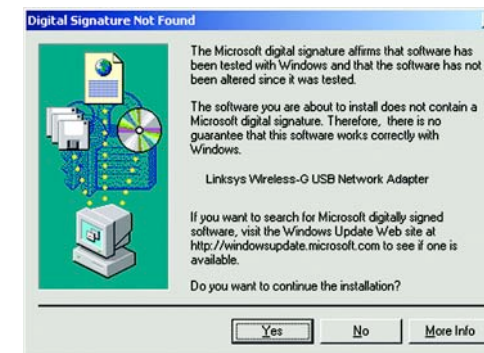 Digital Signature Not Found
The Microsoft digital signature affirms that software has
been tested with Windows and that the software has not
been altered since it was tested.
The software you are about to install does not contain a
Microsoft digital signature. Therefore, there is no
guarantee that this software works correctly with
Windows.
Linksys Wireless-G USB Network Adapter
If you want to search for Microsoft digitally signed
software, visit the Windows Update Web site at
http://windowsupdate.microsoft.com to see if one is
available.
Do you want to continue the installation?
Yes No More Info